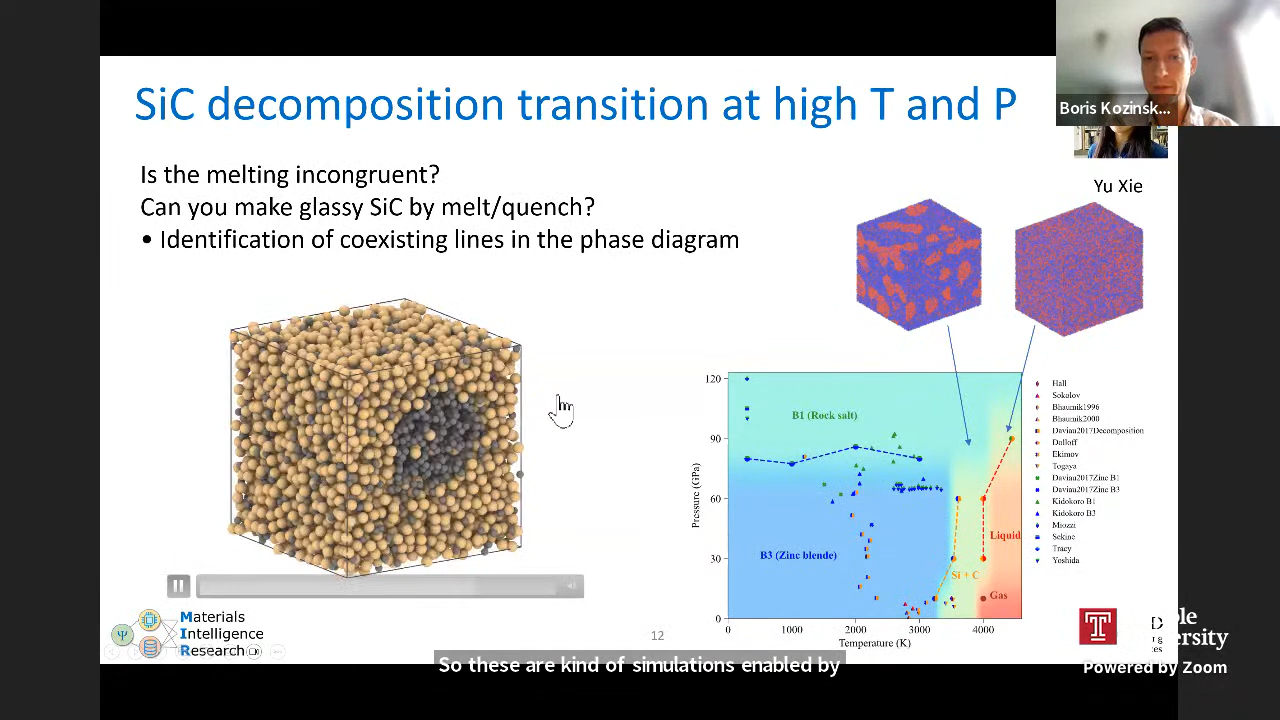 SiC decomposition transition at high T and P
Boris Kozinsk...
Is the melting incongruent?
Can you make glassy SiC by melt/quench?
• Identification of coexisting lines in the phase diagram
Yu Xie
120
90
60
30
0
Pressure (GPa)
B1 (Rock salt)
B3 (Zinc blende)
Liquid
Si + C
Gas
0 1000 2000 3000 4000
Temperature (K)
Hall
Sokolov
Bhaumik1996
Bhaumik2000
Daviau2017Decomposition
Dolloff
Ekimov
Togaya
Daviau2017Zinc B1
Daviau2017Zinc B3
Kidokoro B1
Kidokoro B3
Miozzi
Sekine
Tracy
Yoshida
Materials
Intelligence
Research
12
So these are kind of simulations enabled by
Powered by Zoom